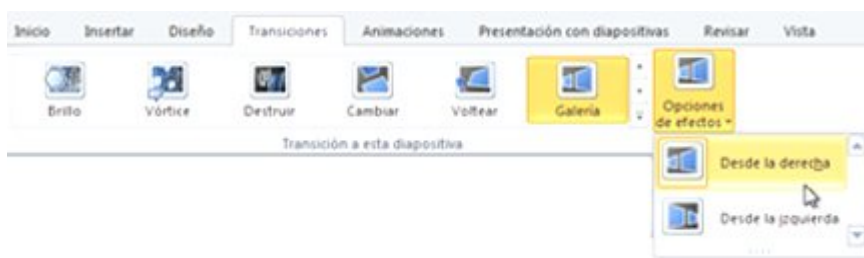 Inicio Insertar Diseño Transiciones Animaciones Presentación con diapositivas Revisar Vista
Brillo Vórtice Destruir Cambiar Voltear Galería Opciones
de efectos
Transición a esta diapositiva
Desde la derecha
Desde la izquierda